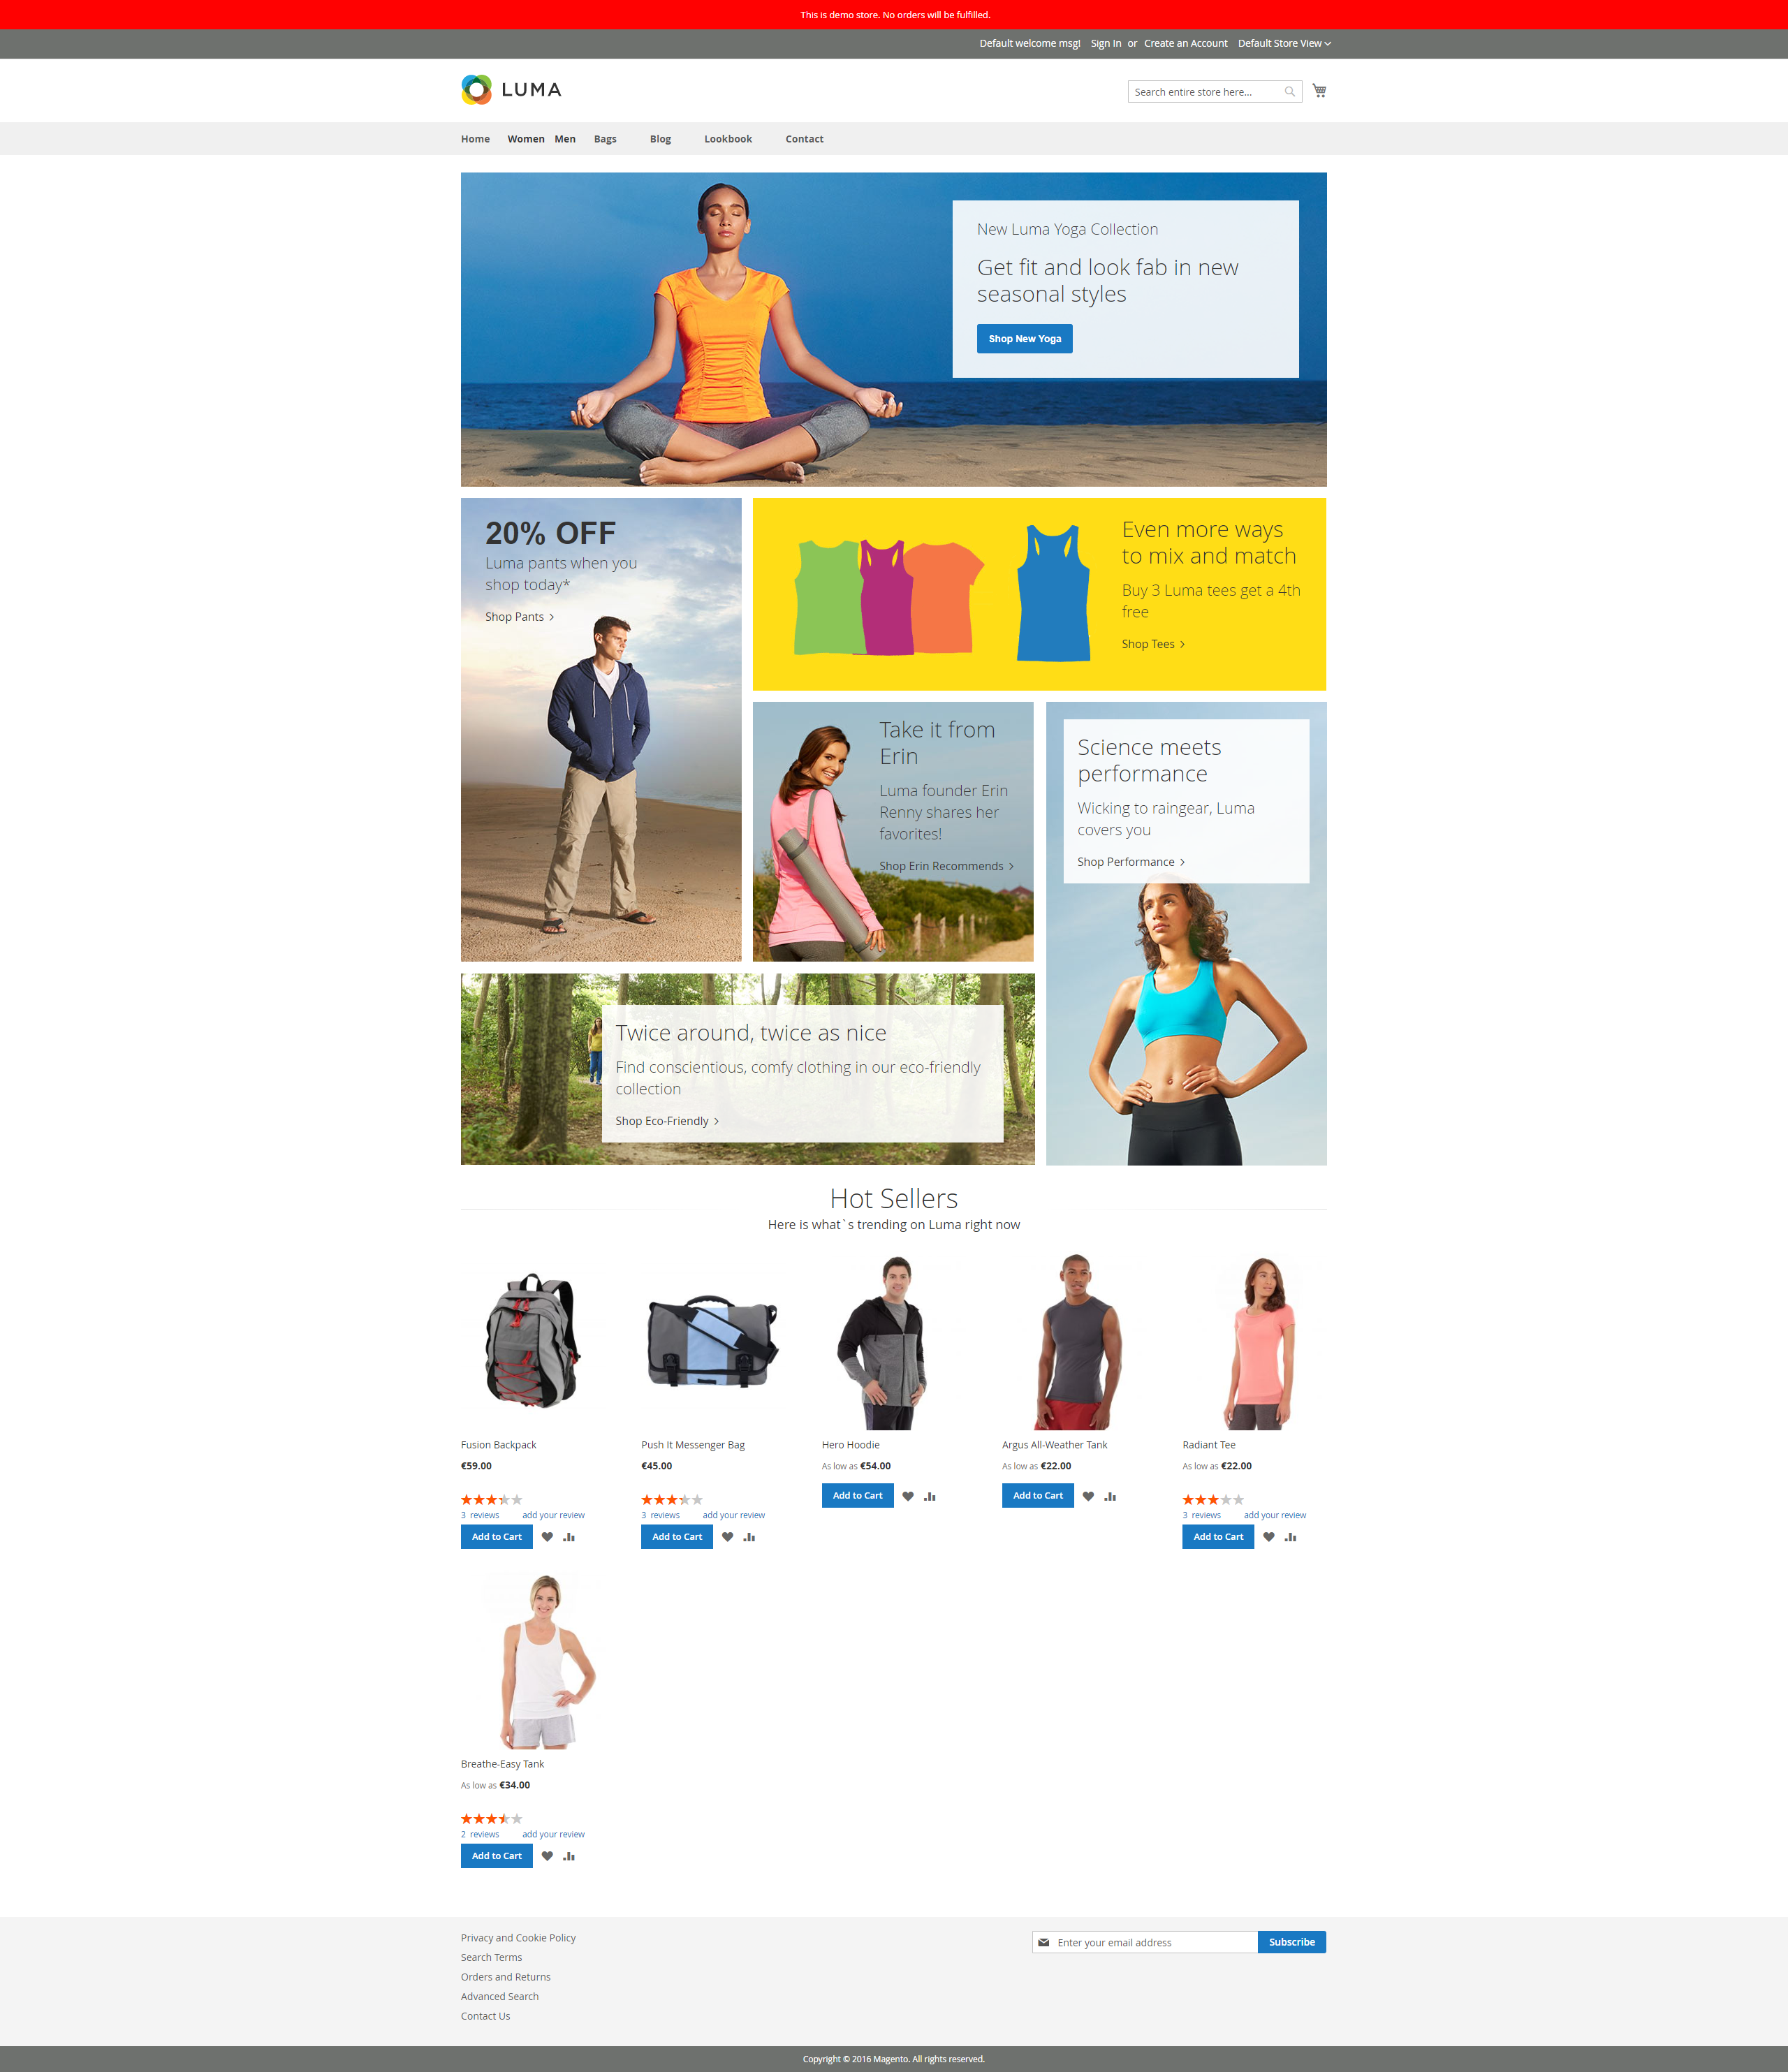 This is demo store. No orders will be fulfilled.
Default welcome msg! Sign In or Create an Account Default Store View
LUMA
Search entire store here...
Home Women Men Bags Blog Lookbook Contact
New Luma Yoga Collection
Get fit and look fab in new
seasonal styles
Shop New Yoga
20% OFF
Luma pants when you
shop today*
Shop Pants
Even more ways
to mix and match
Buy 3 Luma tees get a 4th
free
Shop Tees
Take it from
Erin
Luma founder Erin
Renny shares her
favorites!
Shop Erin Recommends
Science meets
performance
Wicking to raingear, Luma
covers you
Shop Performance
Twice around, twice as nice
Find conscientious, comfy clothing in our eco-friendly
collection
Shop Eco-Friendly
Hot Sellers
Here is what`s trending on Luma right now
Fusion Backpack
€59.00
3 reviews add your review
Add to Cart
Push It Messenger Bag
€45.00
3 reviews add your review
Add to Cart
Hero Hoodie
As low as €54.00
Add to Cart
Argus All-Weather Tank
As low as €22.00
Add to Cart
Radiant Tee
As low as €22.00
3 reviews add your review
Add to Cart
Breathe-Easy Tank
As low as €34.00
2 reviews add your review
Add to Cart
Privacy and Cookie Policy
Search Terms
Orders and Returns
Advanced Search
Contact Us
Enter your email address
Subscribe
Copyright © 2016 Magento. All rights reserved.